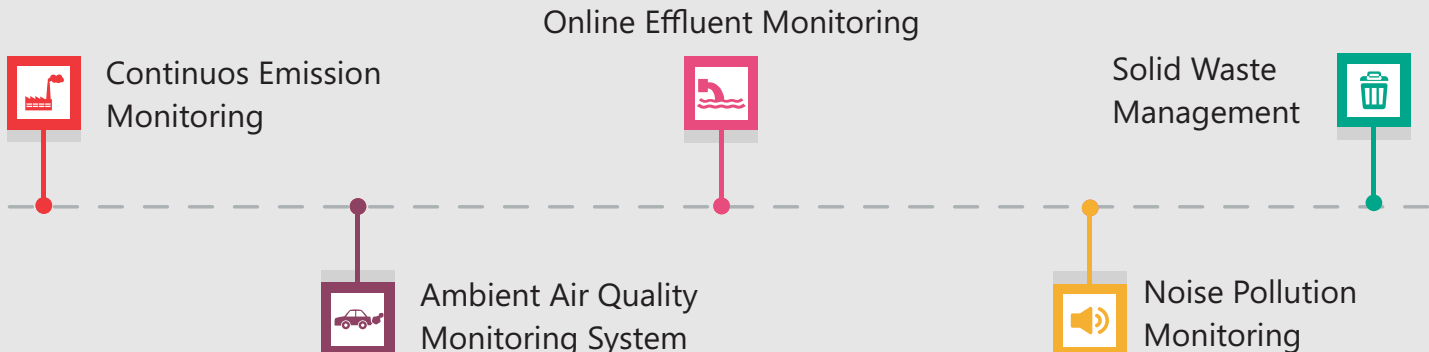 Online Effluent Monitoring
Continuos Emission
Monitoring
Solid Waste
Management
Ambient Air Quality
Monitoring System
Noise Pollution
Monitoring